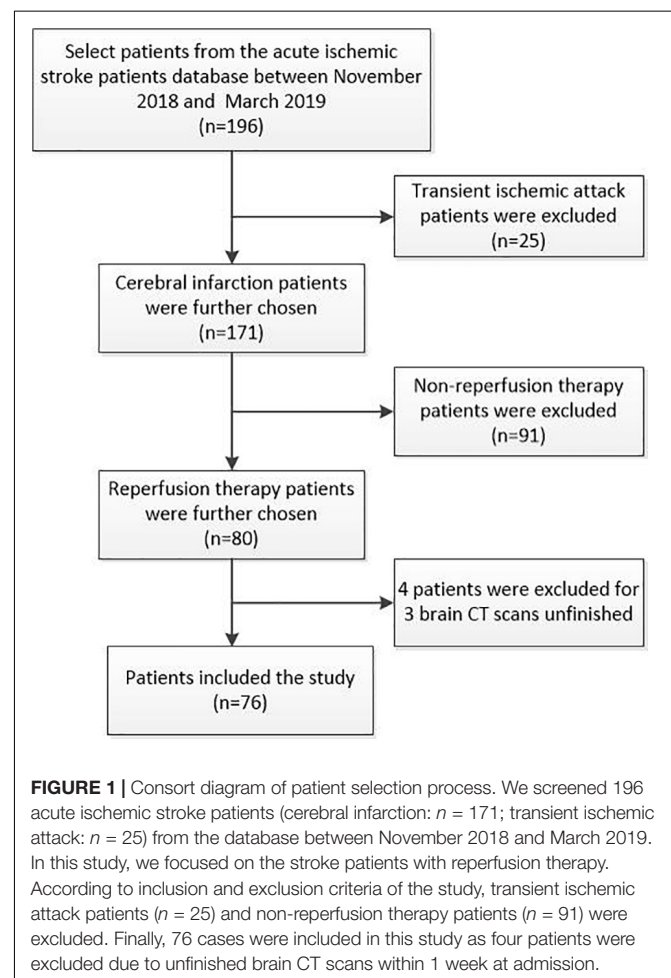 Select patients from the acute ischemic
stroke patients database between November
2018 and March 2019
(n=196)
Transient ischemic attack
patients were excluded
(n=25)
Cerebral infarction patients
were further chosen
(n=171)
Non-reperfusion therapy
patients were excluded
(n=91)
Reperfusion therapy patients
were further chosen
(n=80)
4 patients were excluded for
3 brain CT scans unfinished
Patients included the study
(n=76)
FIGURE 1 | Consort diagram of patient selection process. We screened 196
acute ischemic stroke patients (cerebral infarction: n = 171; transient ischemic
attack: n = 25) from the database between November 2018 and March 2019.
In this study, we focused on the stroke patients with reperfusion therapy.
According to inclusion and exclusion criteria of the study, transient ischemic
attack patients (n = 25) and non-reperfusion therapy patients (n = 91) were
excluded. Finally, 76 cases were included in this study as four patients were
excluded due to unfinished brain CT scans within 1 week at admission.